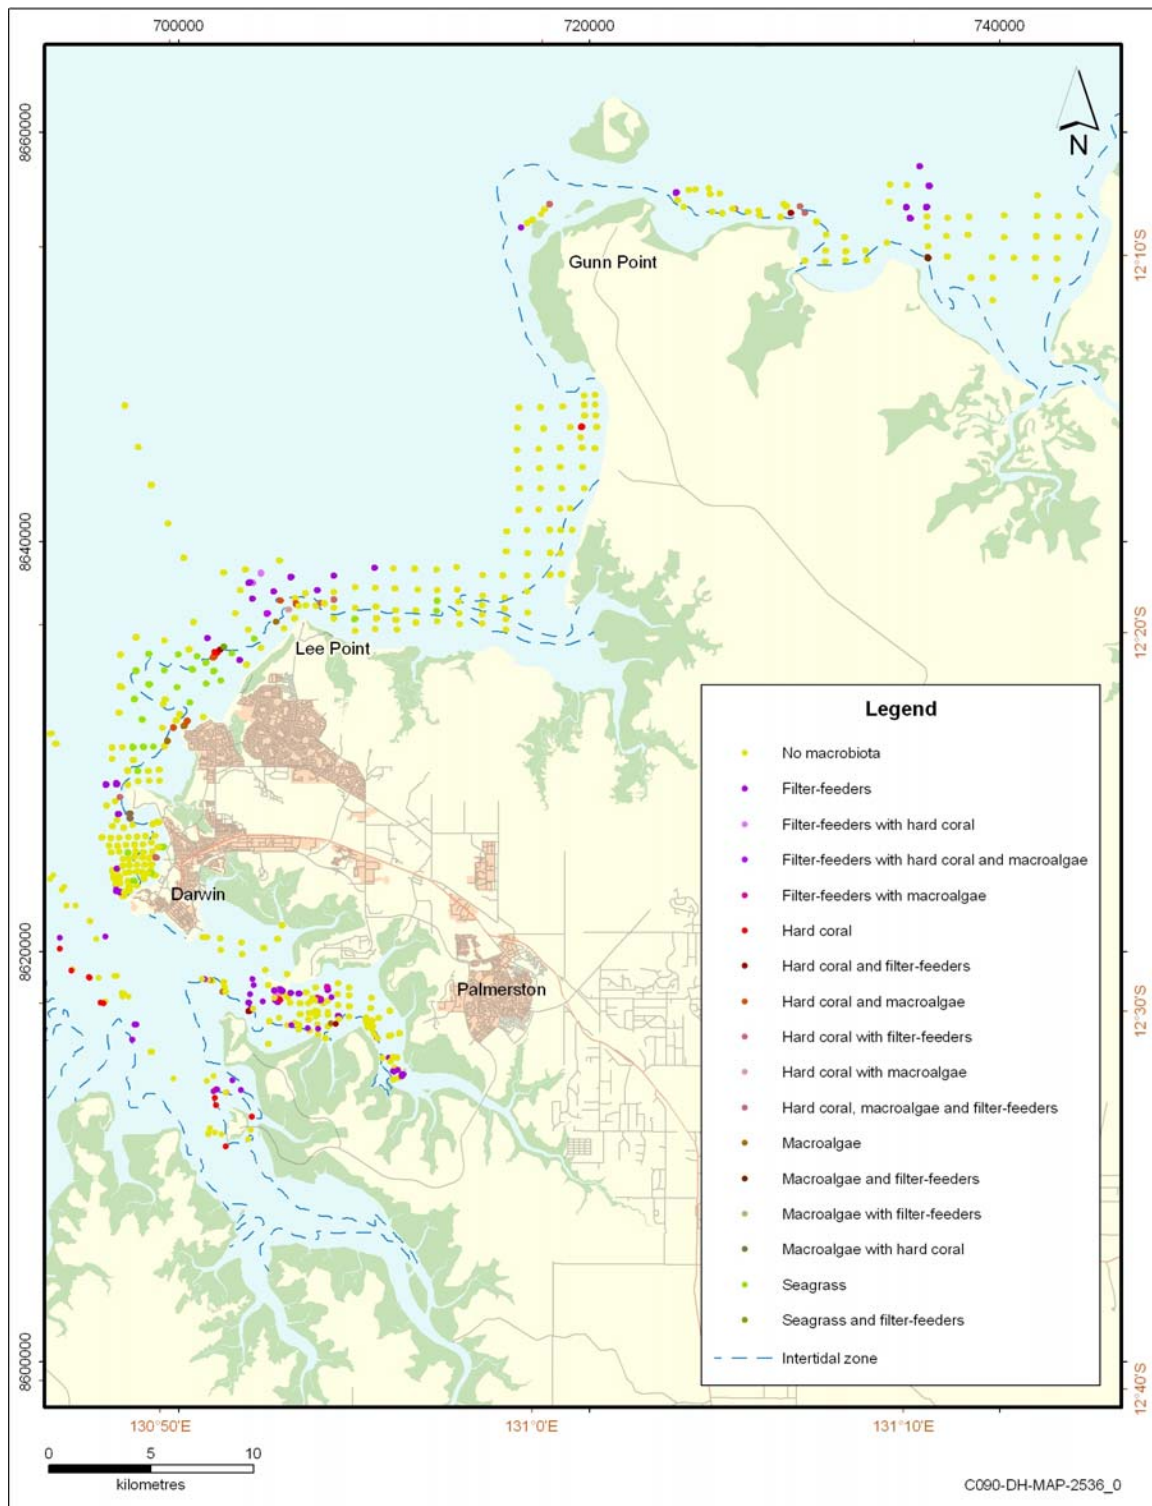 700000
720000
740000
8660000
N
12°10'S
Gunn Point
8640000
Lee Point
12°20'S
Legend
No macrobiota
Filter-feeders
Filter-feeders with hard coral
Filter-feeders with hard coral and macroalgae
Filter-feeders with macroalgae
Hard coral
Hard coral and filter-feeders
Hard coral and macroalgae
Hard coral with filter-feeders
Hard coral with macroalgae
Hard coral, macroalgae and filter-feeders
Macroalgae
Macroalgae and filter-feeders
Macroalgae with filter-feeders
Macroalgae with hard coral
Seagrass
Seagrass and filter-feeders
Intertidal zone
Darwin
8620000
Palmerston
12°30'S
8600000
12°40'S
130°50'E
131°0'E
131°10'E
0 5 10
kilometres
C090-DH-MAP-2536_0